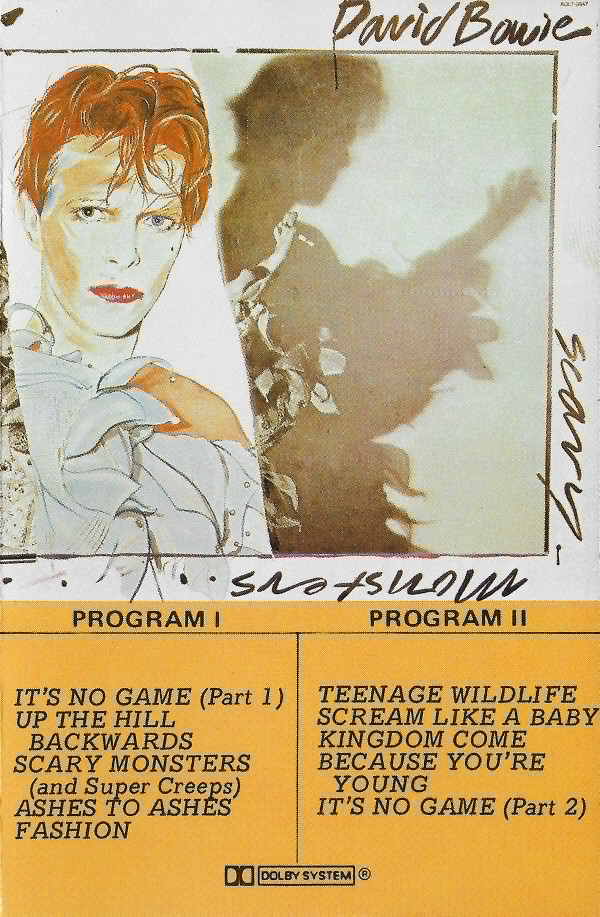 AQLT-3647
David Bowie
scary
monsters
PROGRAM I
IT'S NO GAME (Part 1)
UP THE HILL
BACKWARDS
SCARY MONSTERS
(and Super Creeps)
ASHES TO ASHES
FASHION
PROGRAM II
TEENAGE WILDLIFE
SCREAM LIKE A BABY
KINGDOM COME
BECAUSE YOU'RE
YOUNG
IT'S NO GAME (Part 2)
DOLBY SYSTEM ®